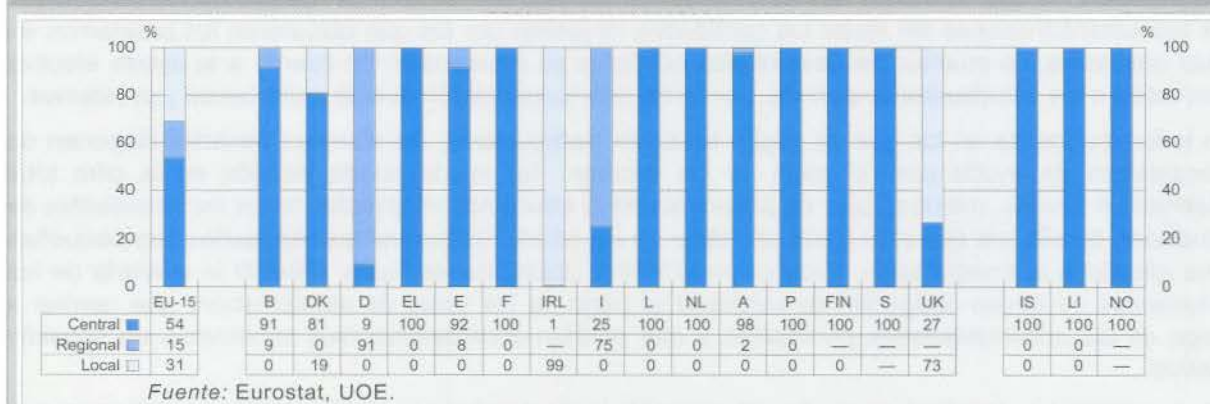 % %
100 100
80 80
60 60
40 40
20 20
0 0
EU-15 B DK D EL E F IRL I L NL A P FIN S UK IS LI NO
Central 54 91 81 9 100 92 100 1 25 100 100 98 100 100 100 27 100 100 100
Regional 15 9 0 91 0 8 0 — 75 0 0 2 0 — — — 0 0 —
Local 31 0 19 0 0 0 0 99 0 0 0 0 0 0 — 73 0 0 —
Fuente: Eurostat, UOE.